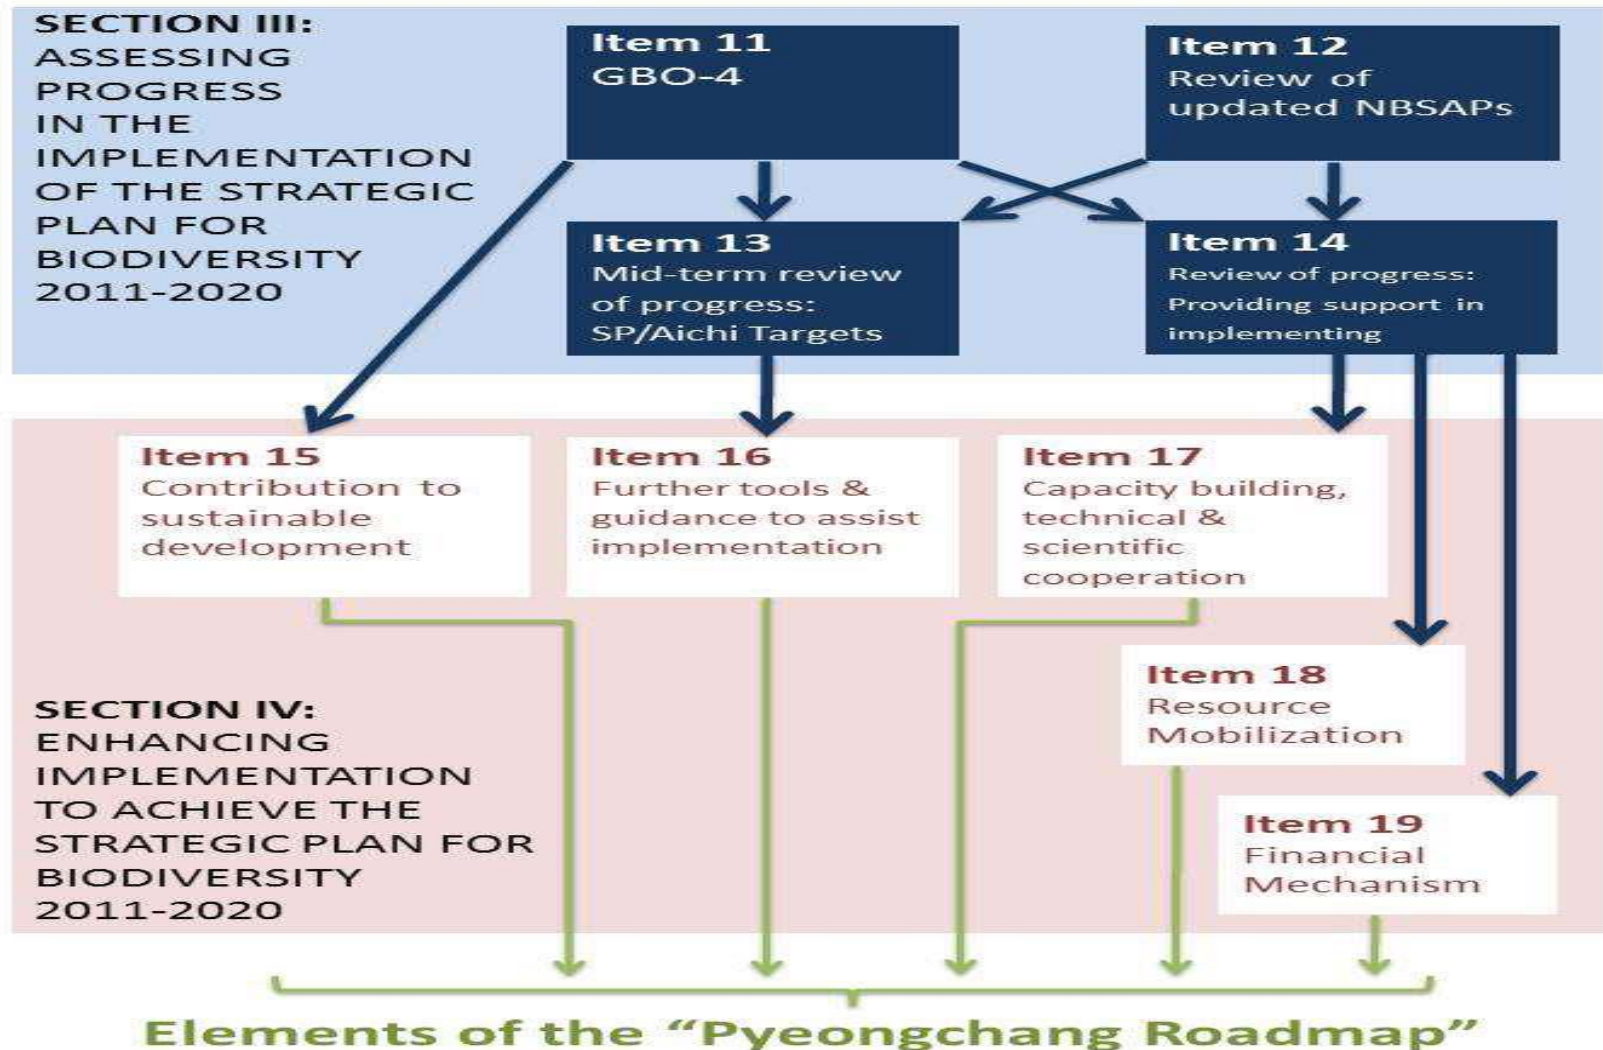 SECTION III:
ASSESSING
PROGRESS
IN THE
IMPLEMENTATION
OF THE STRATEGIC
PLAN FOR
BIODIVERSITY
2011-2020
Item 11
GBO-4
Item 12
Review of
updated NBSAPs
Item 13
Mid-term review
of progress:
SP/Aichi Targets
Item 14
Review of progress:
Providing support in
implementing
Item 15
Contribution to
sustainable
development
Item 16
Further tools &
guidance to assist
implementation
Item 17
Capacity building,
technical &
scientific
cooperation
Item 18
Resource
Mobilization
Item 19
Financial
Mechanism
SECTION IV:
ENHANCING
IMPLEMENTATION
TO ACHIEVE THE
STRATEGIC PLAN FOR
BIODIVERSITY
2011-2020
Elements of the “Pyeongchang Roadmap”